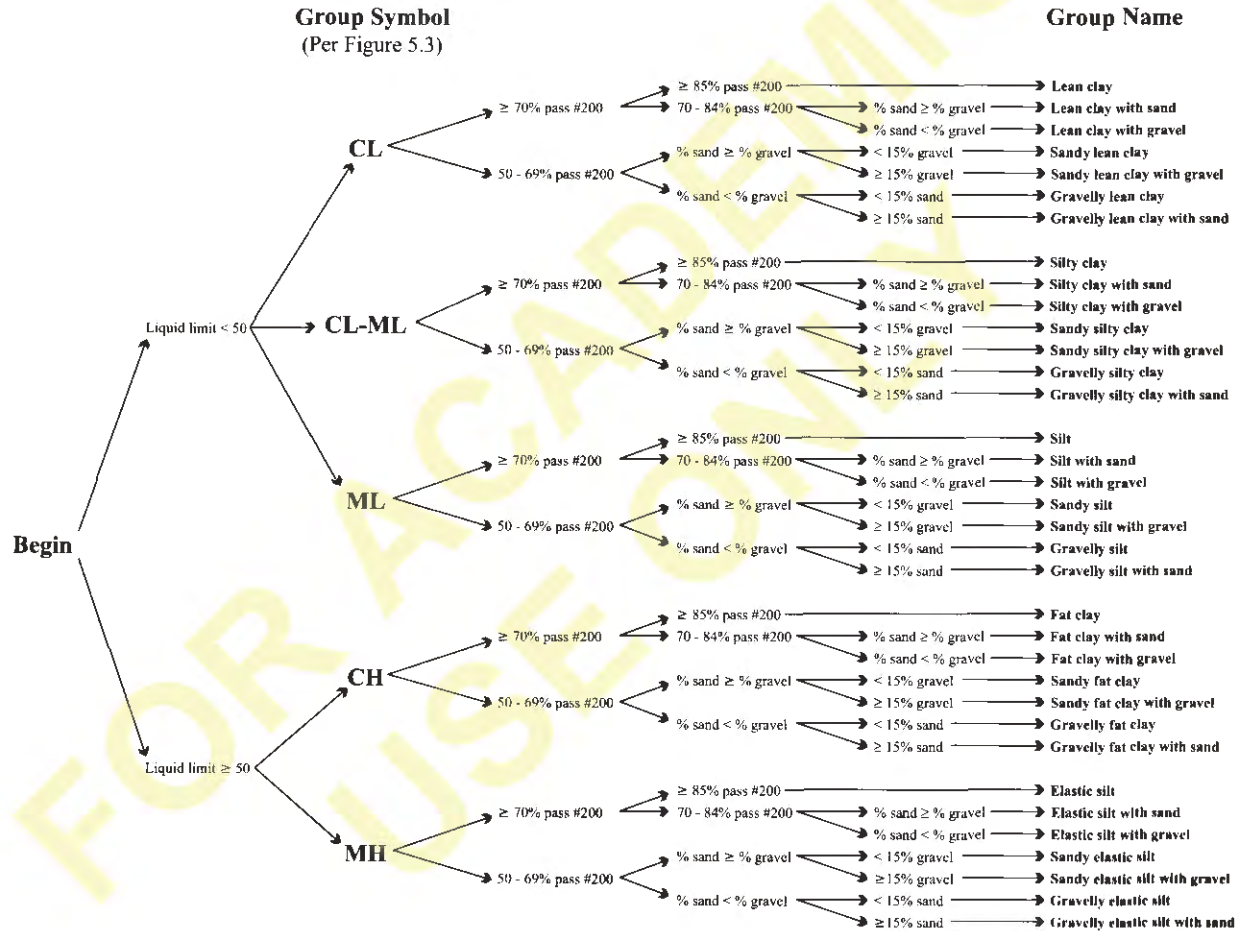 Group Symbol
(Per Figure 5.3)
Group Name
≥ 85% pass #200 Lean clay
≥ 70% pass #200 70 - 84% pass #200 % sand ≥ % gravel Lean clay with sand
% sand < % gravel Lean clay with gravel
CL
% sand ≥ % gravel < 15% gravel Sandy lean clay
50 - 69% pass #200 ≥ 15% gravel Sandy lean clay with gravel
% sand < % gravel < 15% sand Gravelly lean clay
≥ 15% sand Gravelly lean clay with sand
≥ 85% pass #200 Silty clay
≥ 70% pass #200 70 - 84% pass #200 % sand ≥ % gravel Silty clay with sand
% sand < % gravel Silty clay with gravel
Liquid limit < 50 CL-ML % sand ≥ % gravel < 15% gravel Sandy silty clay
50 - 69% pass #200 ≥ 15% gravel Sandy silty clay with gravel
% sand < % gravel < 15% sand Gravelly silty clay
≥ 15% sand Gravelly silty clay with sand
≥ 85% pass #200 Silt
≥ 70% pass #200 70 - 84% pass #200 % sand ≥ % gravel Silt with sand
% sand < % gravel Silt with gravel
ML % sand ≥ % gravel < 15% gravel Sandy silt
50 - 69% pass #200 ≥ 15% gravel Sandy silt with gravel
Begin % sand < % gravel < 15% sand Gravelly silt
≥ 15% sand Gravelly silt with sand
≥ 85% pass #200 Fat clay
≥ 70% pass #200 70 - 84% pass #200 % sand ≥ % gravel Fat clay with sand
% sand < % gravel Fat clay with gravel
CH % sand ≥ % gravel < 15% gravel Sandy fat clay
50 - 69% pass #200 ≥ 15% gravel Sandy fat clay with gravel
% sand < % gravel < 15% sand Gravelly fat clay
≥ 15% sand Gravelly fat clay with sand
Liquid limit ≥ 50
≥ 85% pass #200 Elastic silt
≥ 70% pass #200 70 - 84% pass #200 % sand ≥ % gravel Elastic silt with sand
% sand < % gravel Elastic silt with gravel
MH % sand ≥ % gravel < 15% gravel Sandy elastic silt
50 - 69% pass #200 ≥15% gravel Sandy elastic silt with gravel
% sand < % gravel < 15% sand Gravelly elastic silt
≥15% sand Gravelly elastic silt with sand
FOR ACADEMIC
USE ONLY